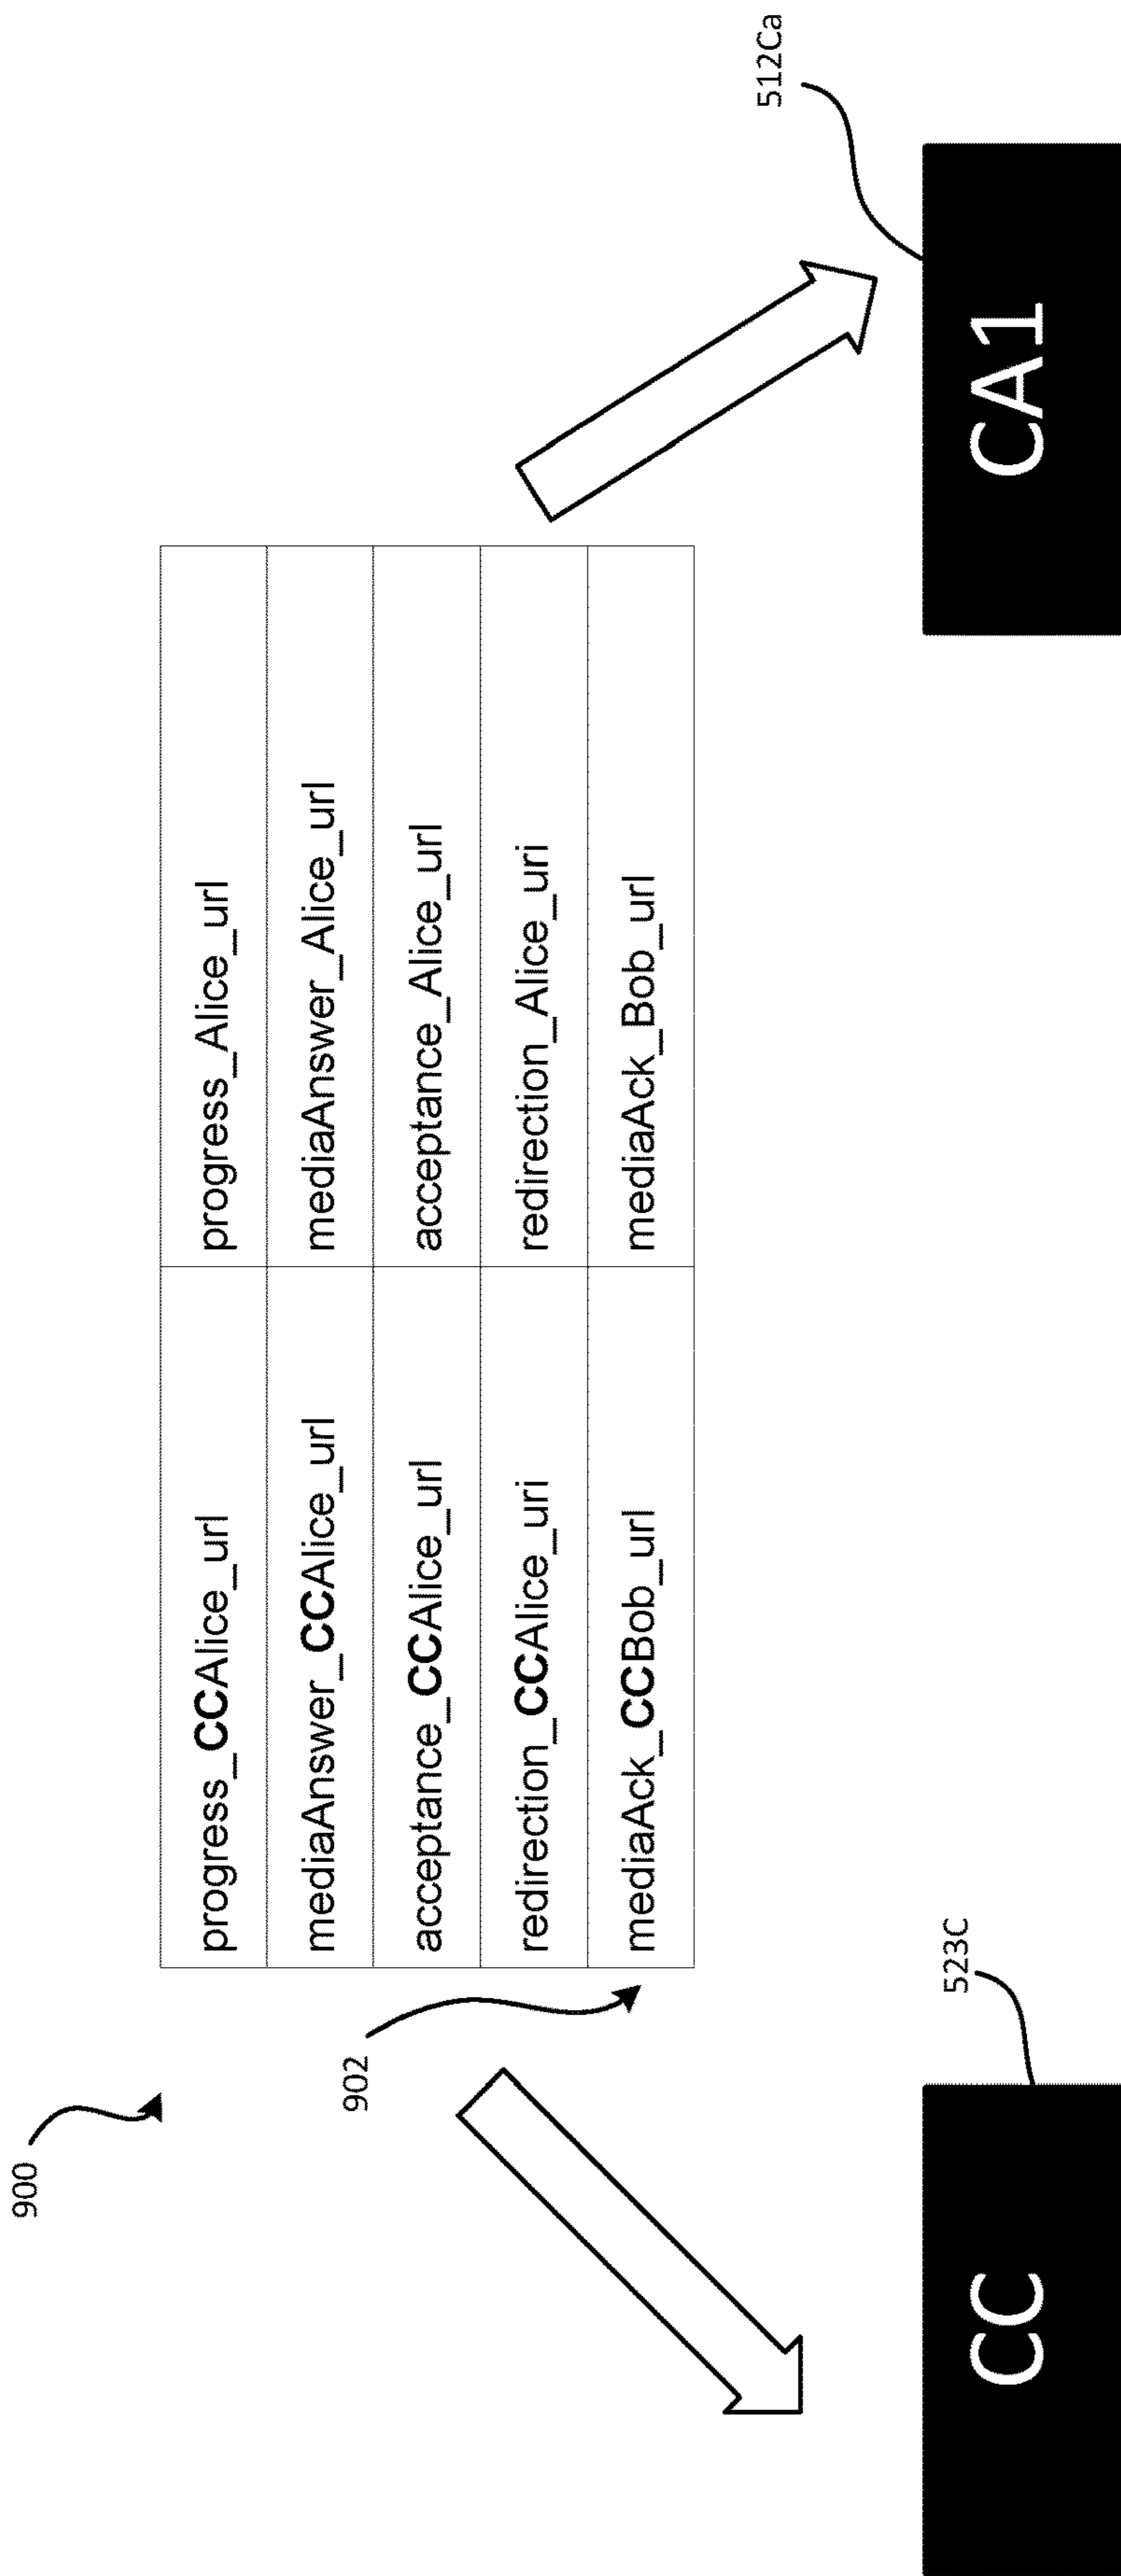 900
902
progress_CCAlice_url progress_Alice_url
mediaAnswer_CCAlice_url mediaAnswer_Alice_url
acceptance_CCAlice_url acceptance_Alice_url
redirection_CCAlice_uri redirection_Alice_uri
mediaAck_CCBob_url mediaAck_Bob_url
523C
512Ca
CC
CA1